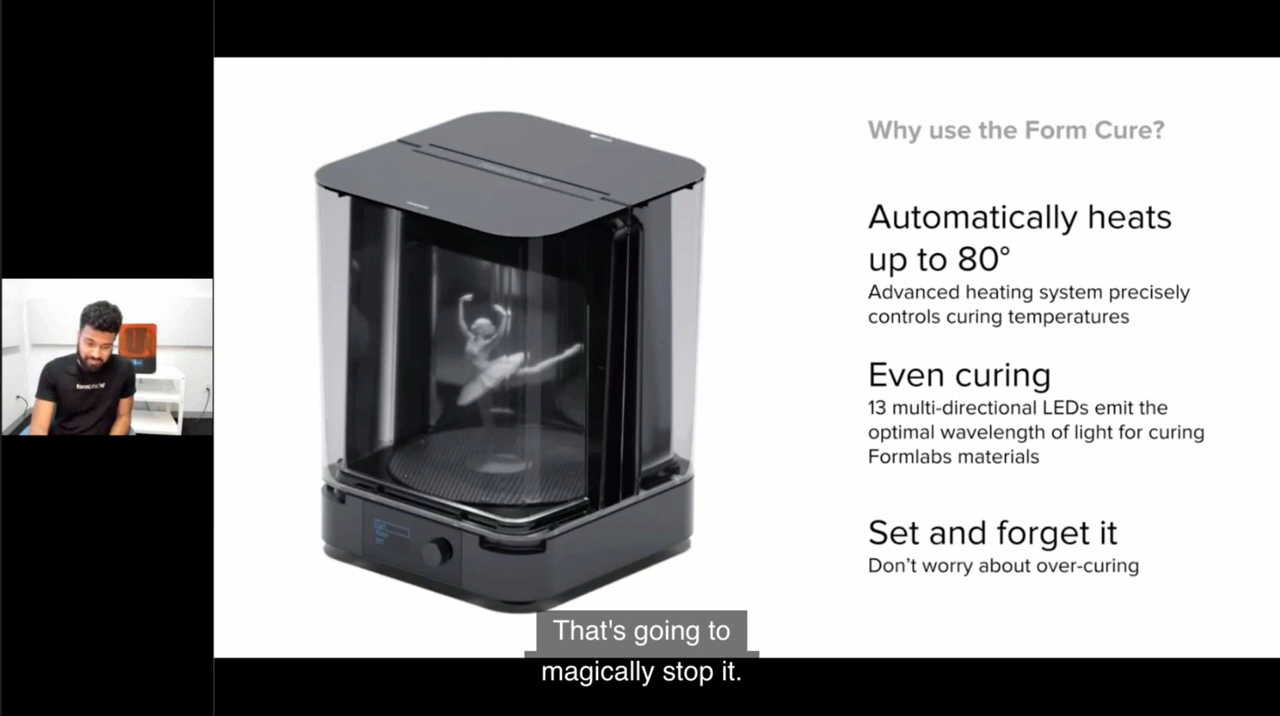 Why use the Form Cure?
Automatically heats
up to 80°
Advanced heating system precisely
controls curing temperatures
Even curing
13 multi-directional LEDs emit the
optimal wavelength of light for curing
Formlabs materials
Set and forget it
Don't worry about over-curing
That's going to
magically stop it.